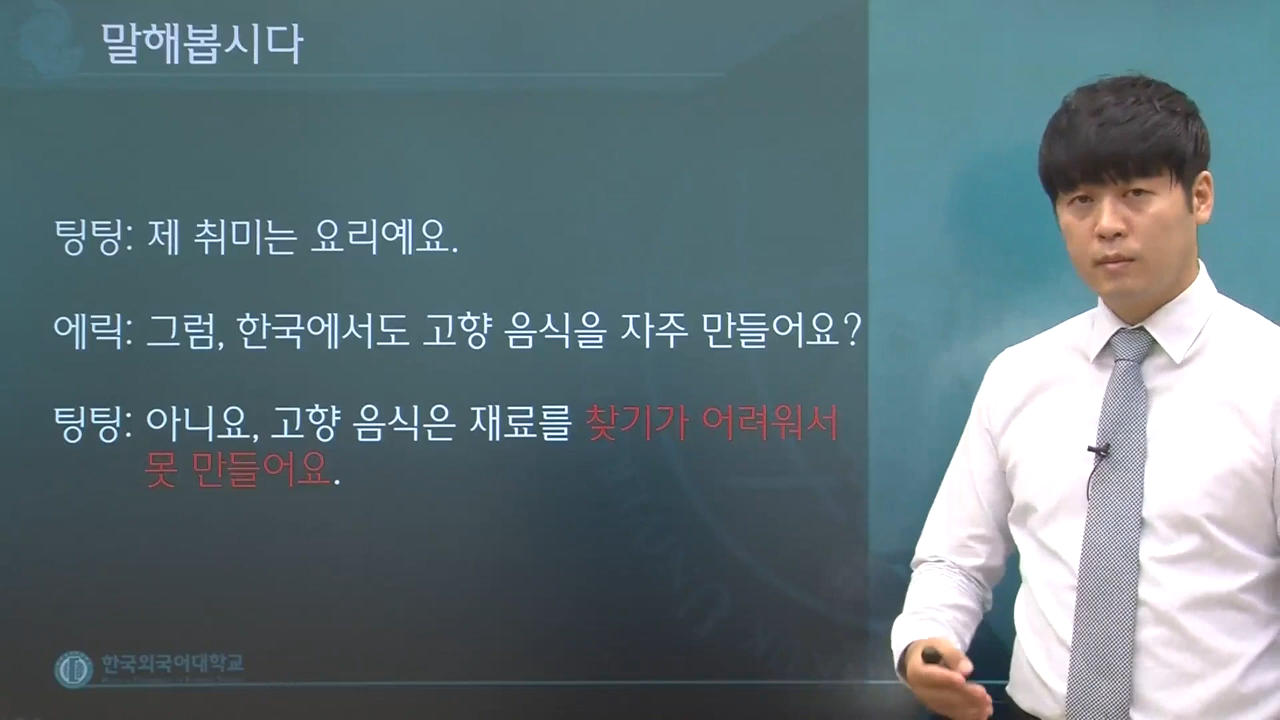 말해봅시다
팅팅: 제 취미는 요리예요.
에릭: 그럼, 한국에서도 고향 음식을 자주 만들어요?
팅팅: 아니요, 고향 음식은 재료를 찾기가 어려워서
못 만들어요.
한국외국어대학교